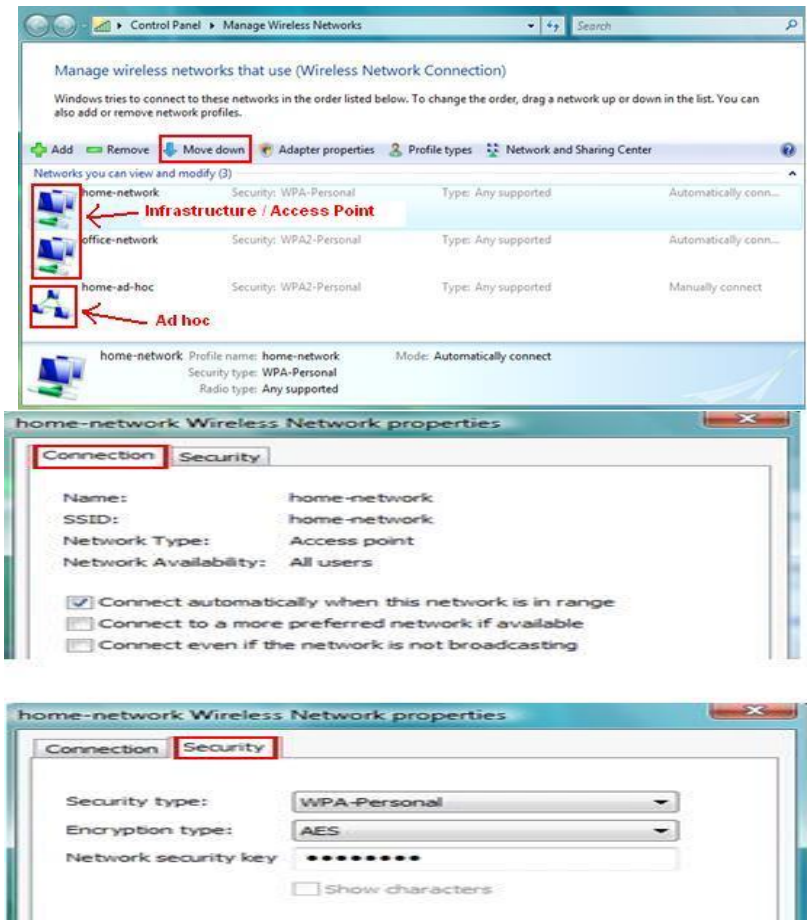 Control Panel ▸ Manage Wireless Networks Search
Manage wireless networks that use (Wireless Network Connection)
Windows tries to connect to these networks in the order listed below. To change the order, drag a network up or down in the list. You can
also add or remove network profiles.
Add Remove Move down Adapter properties Profile types Network and Sharing Center
Networks you can view and modify (3)
home-network Security: WPA-Personal Type: Any supported Automatically conn...
Infrastructure / Access Point
office-network Security: WPA2-Personal Type: Any supported Automatically conn...
home-ad-hoc Security: WPA2-Personal Type: Any supported Manually connect
Ad hoc
home-network Profile name: home-network Mode: Automatically connect
Security type: WPA-Personal
Radio type: Any supported
home-network Wireless Network properties
Connection Security
Name: home-network
SSID: home-network
Network Type: Access point
Network Availability: All users
Connect automatically when this network is in range
Connect to a more preferred network if available
Connect even if the network is not broadcasting
home-network Wireless Network properties
Connection Security
Security type: WPA-Personal
Encryption type: AES
Network security key ••••••••
Show characters